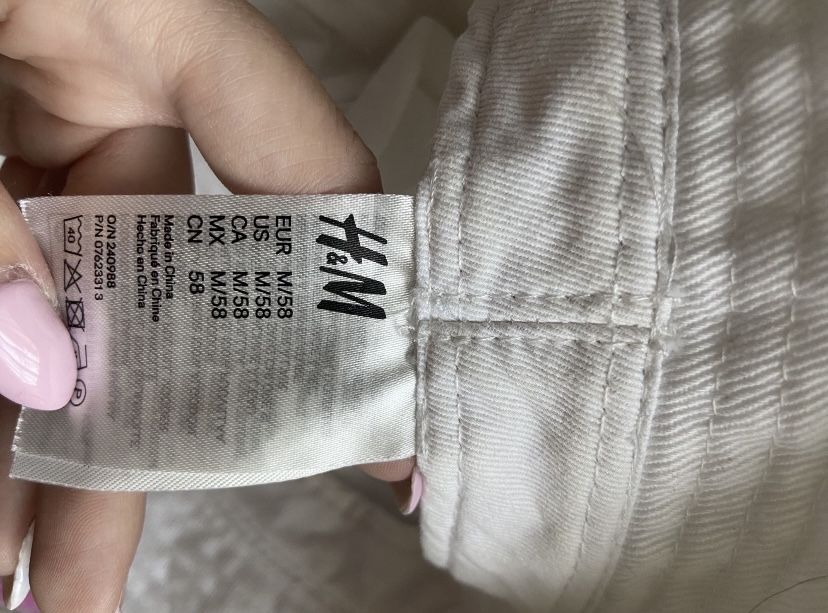 H&M
EUR M/58
US M/58
CA M/58
MX M/58
CN 58
Made in China
Fabriqué en Chine
Hecho en China
O/N 240988
P/N 0762331 3
40
P